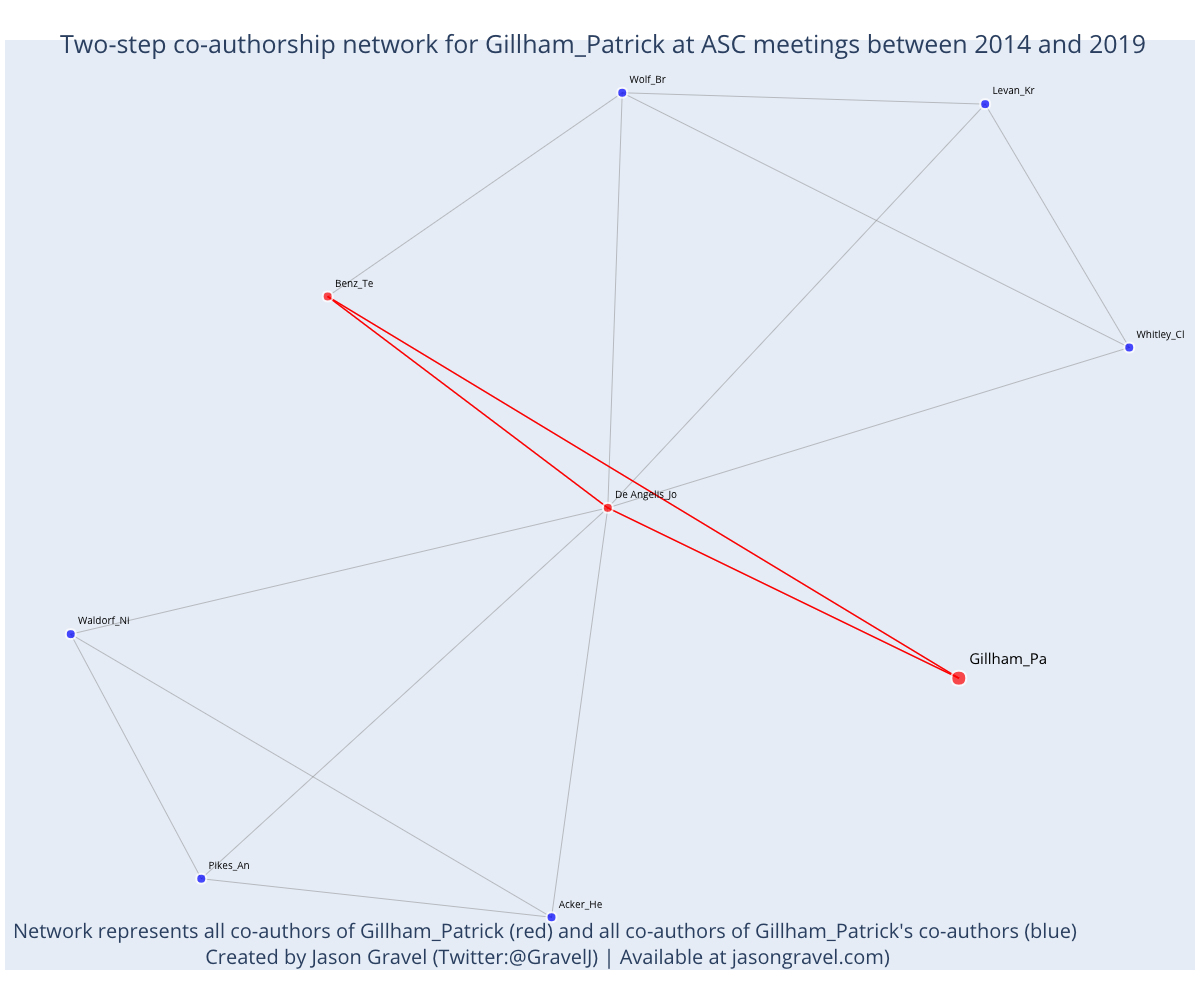 Two-step co-authorship network for Gillham_Patrick at ASC meetings between 2014 and 2019
Wolf_Br
Levan_Kr
Benz_Te
Whitley_Cl
De Angelis_Jo
Waldorf_Ni
Gillham_Pa
Pikes_An
Acker_He
Network represents all co-authors of Gillham_Patrick (red) and all co-authors of Gillham_Patrick's co-authors (blue)
Created by Jason Gravel (Twitter:@GravelJ) | Available at jasongravel.com)